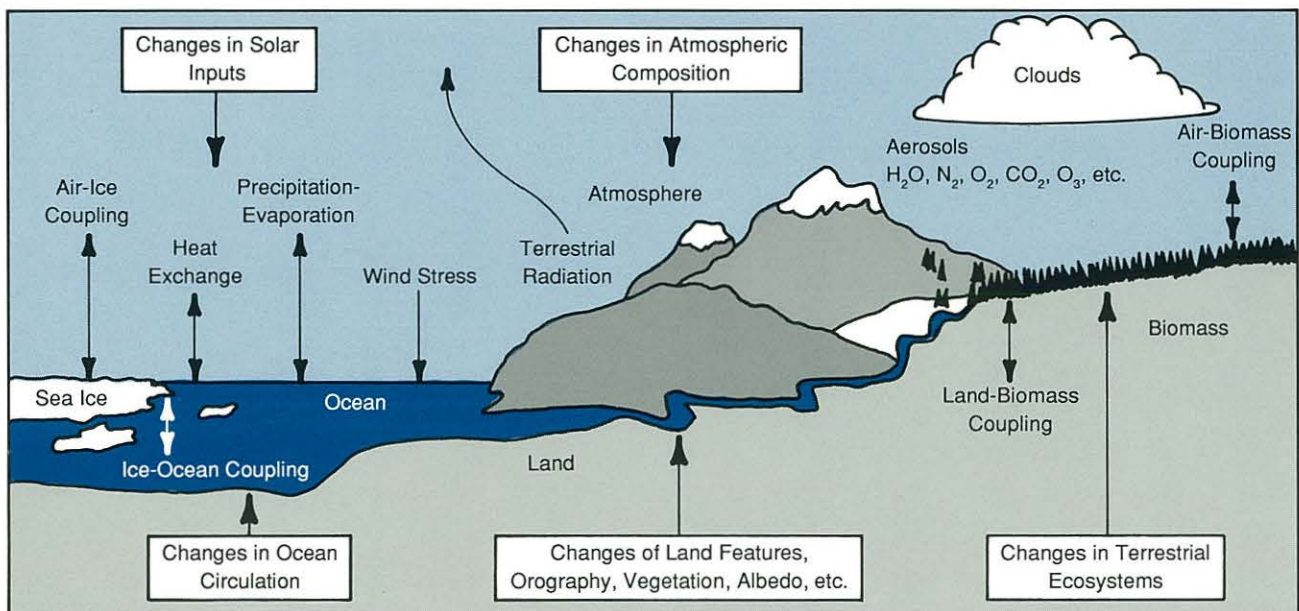 Changes in Solar
Inputs
Changes in Atmospheric
Composition
Clouds
Air-Biomass
Coupling
Aerosols
H₂O, N₂, O₂, CO₂, O₃, etc.
Air-Ice
Coupling
Precipitation-
Evaporation
Atmosphere
Heat
Exchange
Wind Stress
Terrestrial
Radiation
Biomass
Sea Ice
Ocean
Land-Biomass
Coupling
Ice-Ocean Coupling
Land
Changes in Ocean
Circulation
Changes of Land Features,
Orography, Vegetation, Albedo, etc.
Changes in Terrestrial
Ecosystems